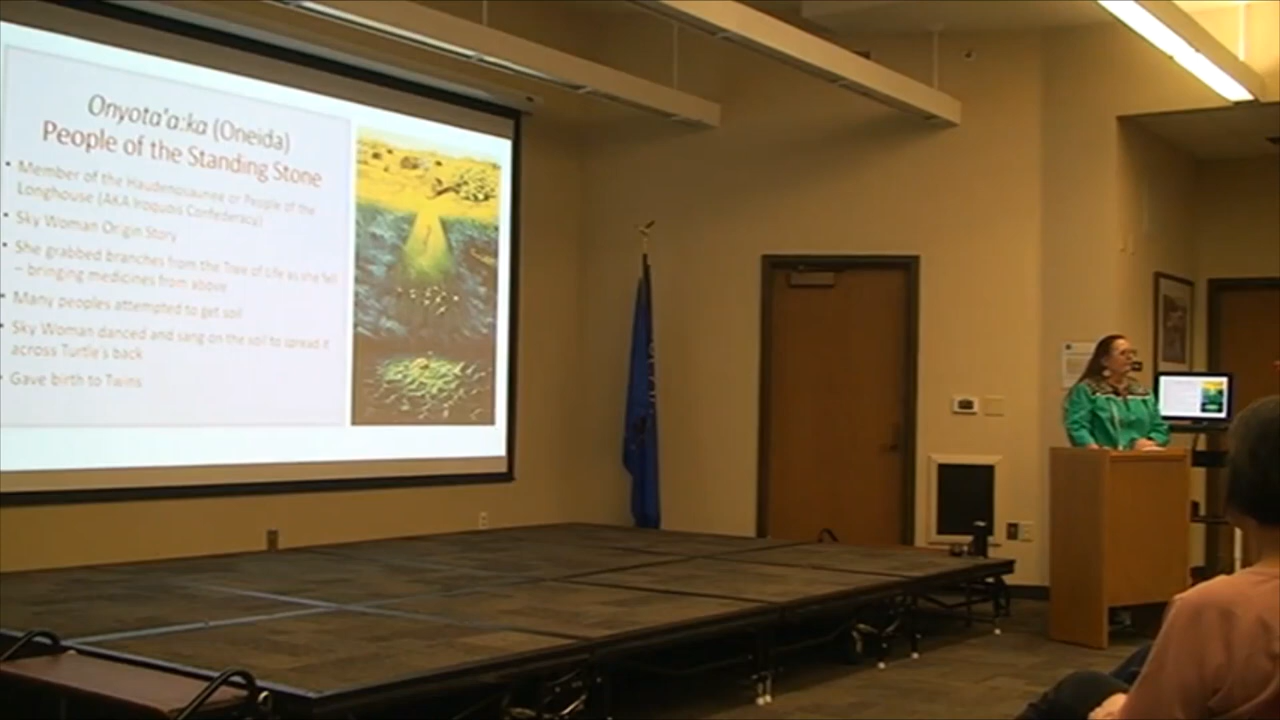 Onyota'a:ka (Oneida)
People of the Standing Stone
• Member of the Haudenosaunee or People of the
Longhouse (AKA Iroquois Confederacy)
• Sky Woman Origin Story
• She grabbed branches from the Tree of Life as she fell
– bringing medicines from above
• Many peoples attempted to get soil
• Sky Woman danced and sang on the soil to spread it
across Turtle's back
• Gave birth to Twins